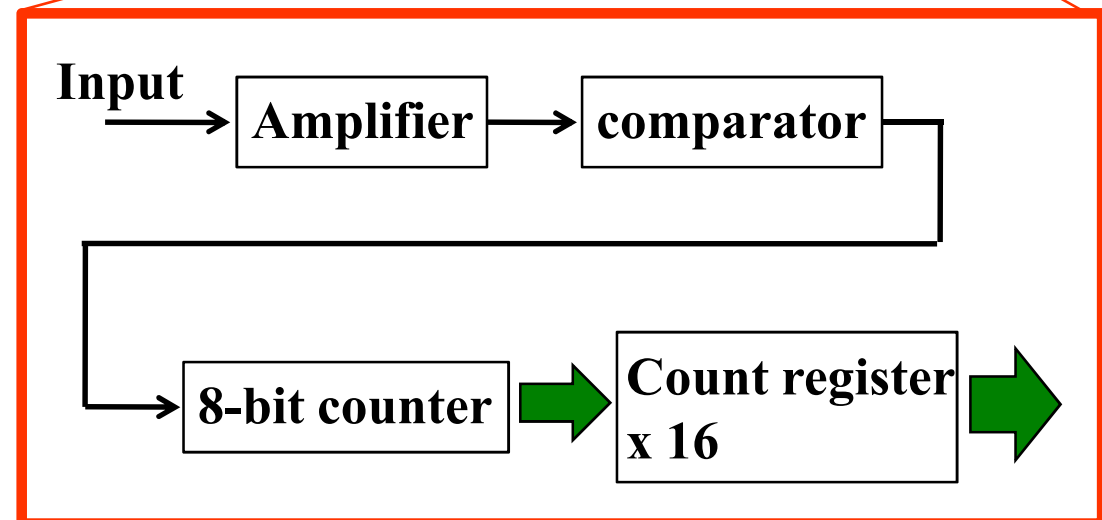 Input
Amplifier
comparator
8-bit counter
Count register
x 16